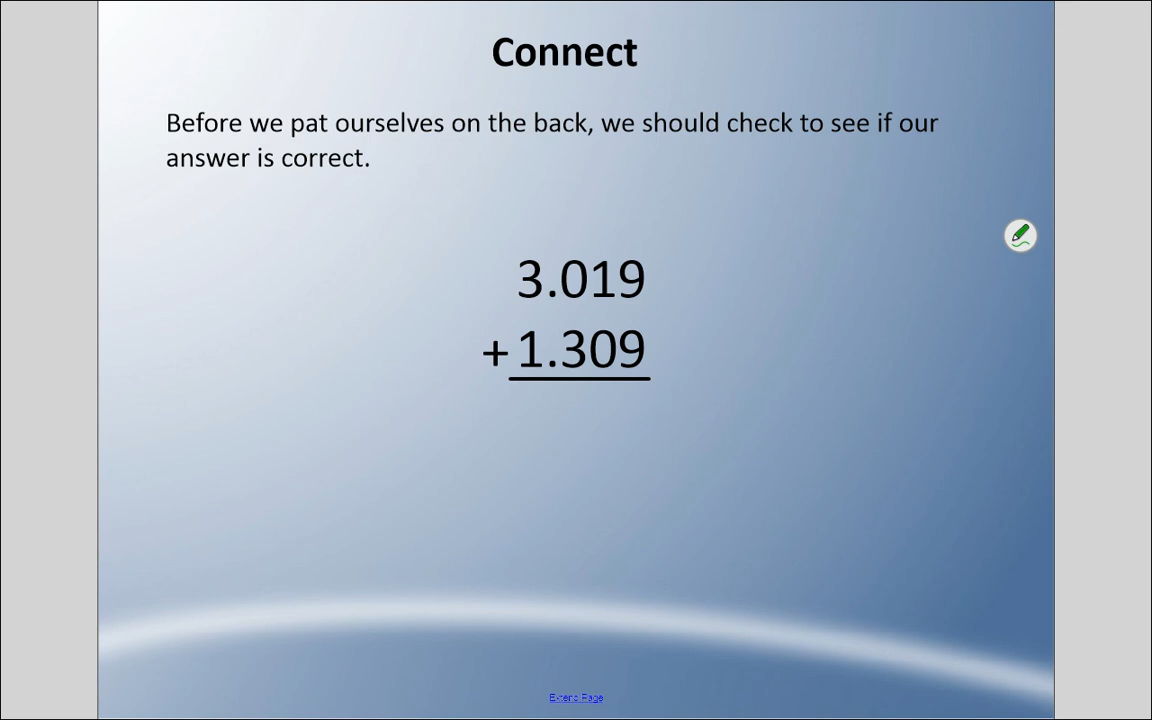 Connect
Before we pat ourselves on the back, we should check to see if our
answer is correct.
3.019
+1.309
Extend Page